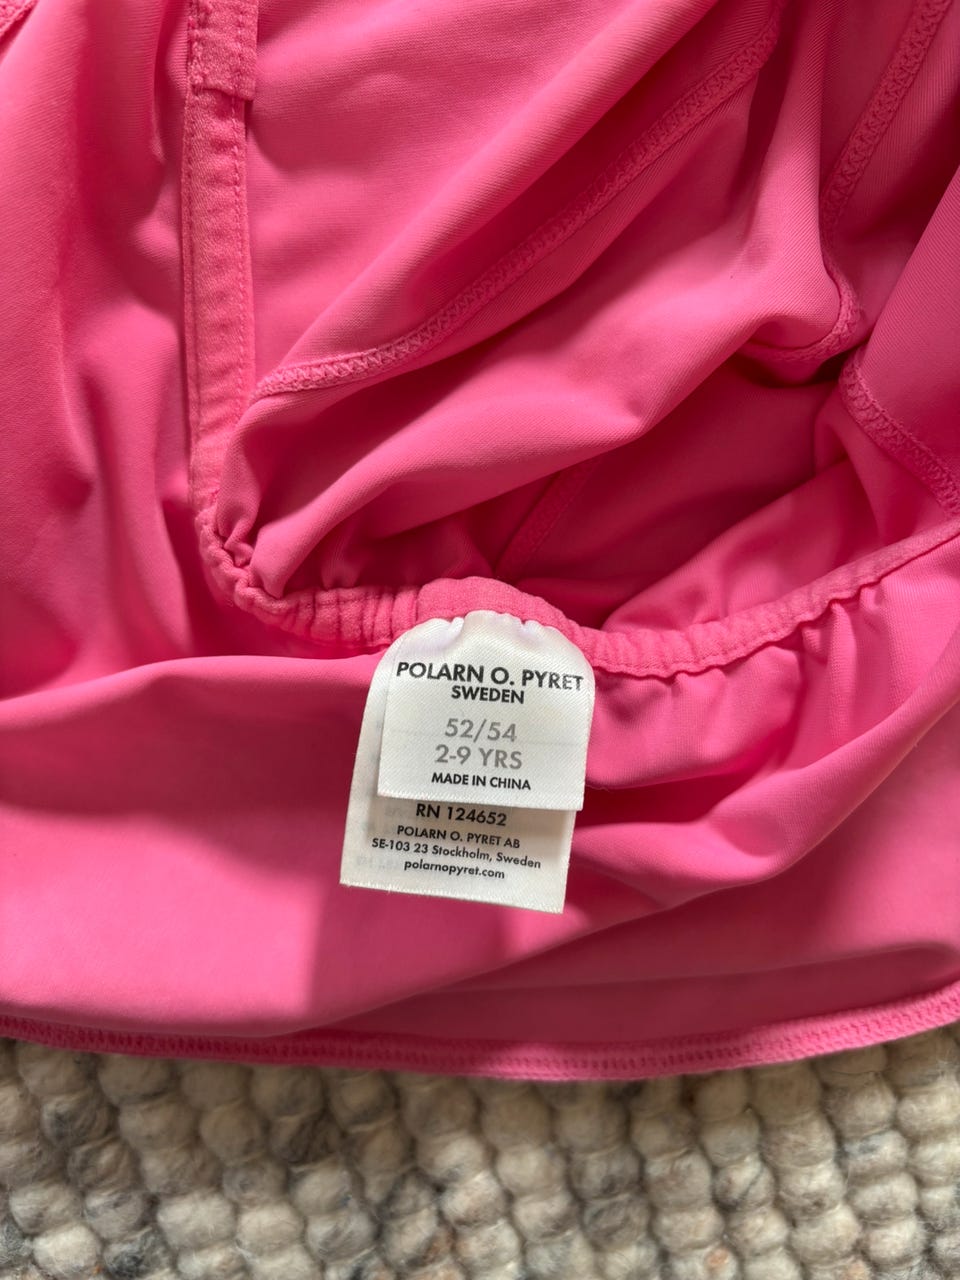 POLARN O. PYRET
SWEDEN
52/54
2-9 YRS
MADE IN CHINA
RN 124652
POLARN O. PYRET AB
SE-103 23 Stockholm, Sweden
polarnopyret.com